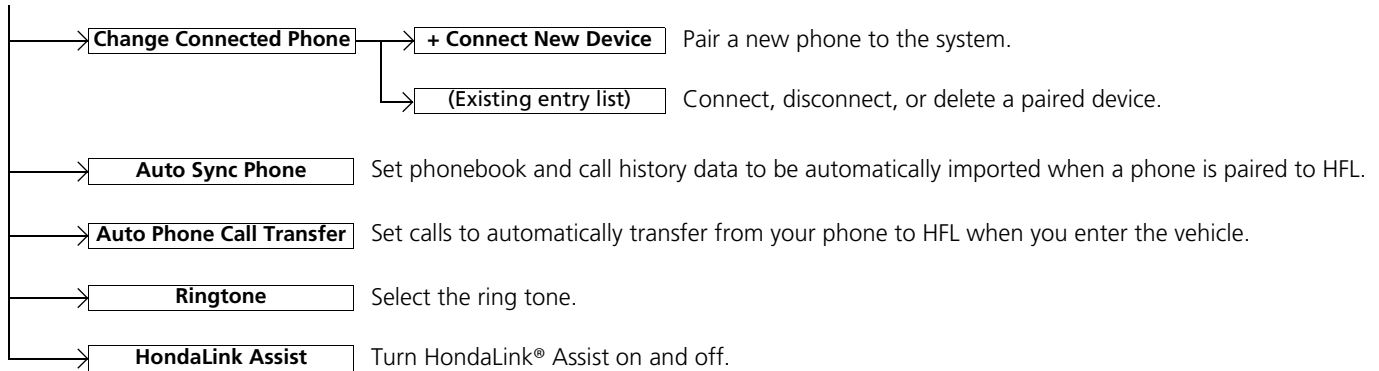 Change Connected Phone + Connect New Device Pair a new phone to the system.
(Existing entry list) Connect, disconnect, or delete a paired device.
Auto Sync Phone Set phonebook and call history data to be automatically imported when a phone is paired to HFL.
Auto Phone Call Transfer Set calls to automatically transfer from your phone to HFL when you enter the vehicle.
Ringtone Select the ring tone.
HondaLink Assist Turn HondaLink® Assist on and off.